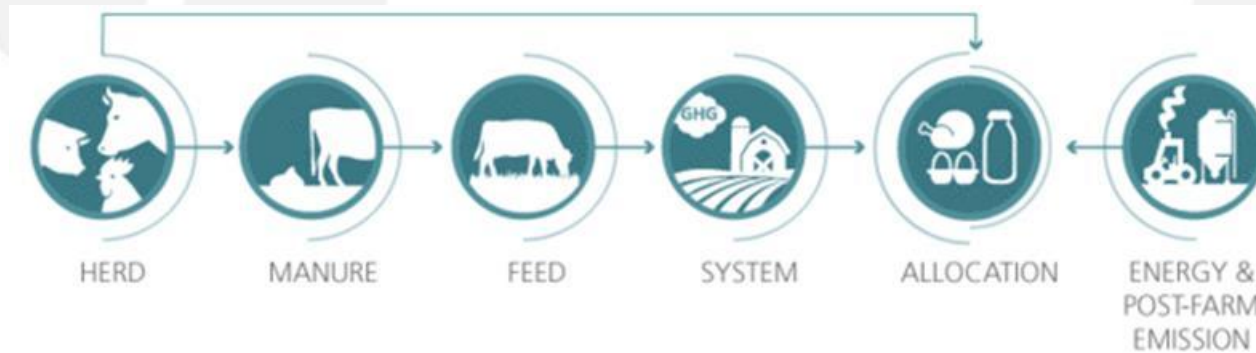 GHG
HERD
MANURE
FEED
SYSTEM
ALLOCATION
ENERGY &
POST-FARM
EMISSION